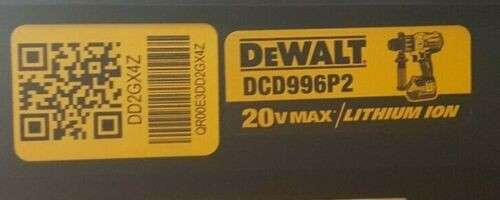 DD2GX4Z
QR00E3DD2GX4Z
DEWALT
DCD996P2
20V MAX* / LITHIUM ION